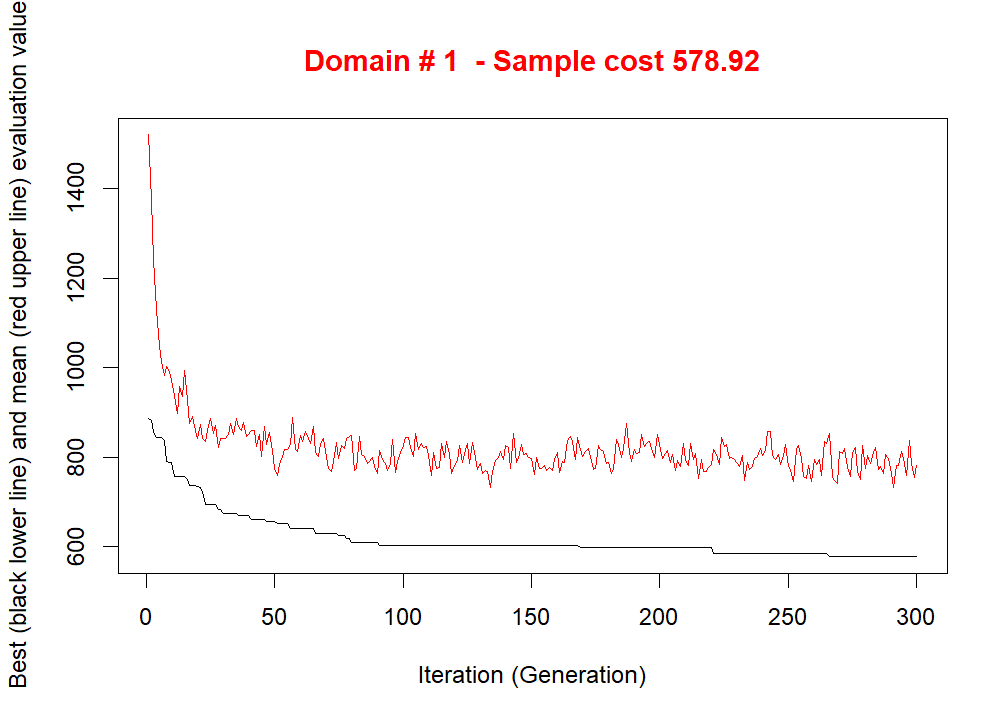 Domain # 1  - Sample cost 578.92
Best (black lower line) and mean (red upper line) evaluation value
1400
1200
1000
800
600
0 50 100 150 200 250 300
Iteration (Generation)